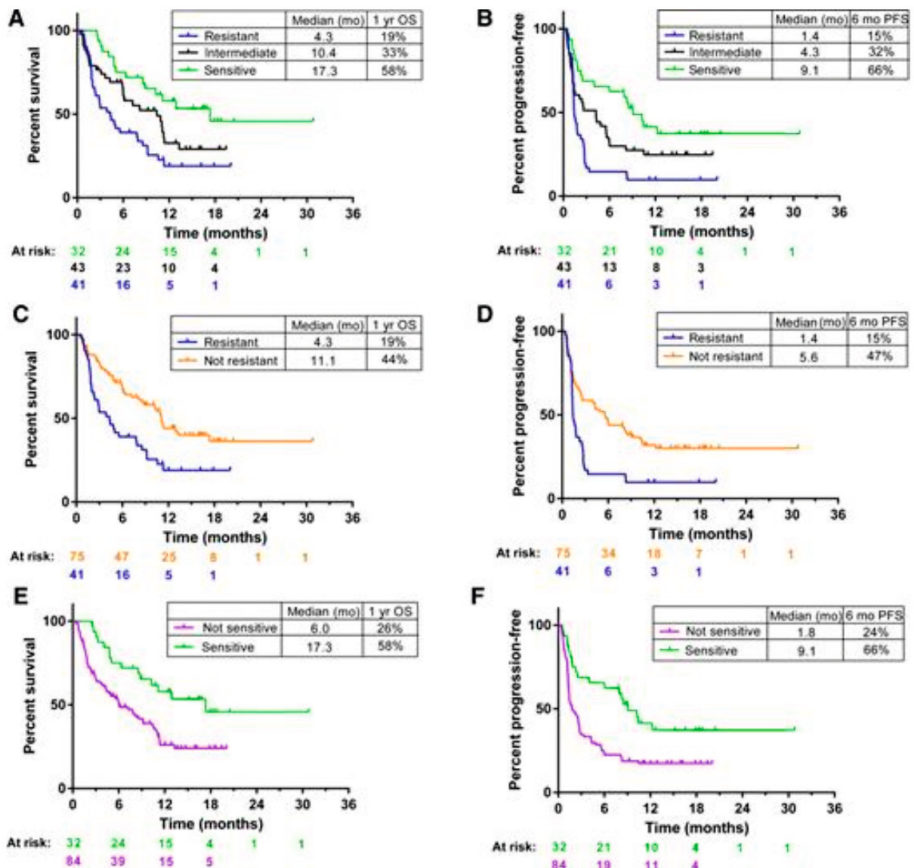 A
Median (mo) 1 yr OS
Resistant 4.3 19%
Intermediate 10.4 33%
Sensitive 17.3 58%
Percent survival
100
50
0
0 6 12 18 24 30 36
Time (months)
At risk: 32 24 15 4 1 1
43 23 10 4
41 16 5 1
B
Median (mo) 6 mo PFS
Resistant 1.4 15%
Intermediate 4.3 32%
Sensitive 9.1 66%
Percent progression-free
100
50
0
0 6 12 18 24 30 36
Time (months)
At risk: 32 21 10 4 1 1
43 13 8 3
41 6 3 1
C
Median (mo) 1 yr OS
Resistant 4.3 19%
Not resistant 11.1 44%
Percent survival
100
50
0
0 6 12 18 24 30 36
Time (months)
At risk: 75 47 25 8 1 1
41 16 5 1
D
Median (mo) 6 mo PFS
Resistant 1.4 15%
Not resistant 5.6 47%
Percent progression-free
100
50
0
0 6 12 18 24 30 36
Time (months)
At risk: 75 34 18 7 1 1
41 6 3 1
E
Median (mo) 1 yr OS
Not sensitive 6.0 26%
Sensitive 17.3 58%
Percent survival
100
50
0
0 6 12 18 24 30 36
Time (months)
At risk: 32 24 15 4 1 1
84 39 15 5
F
Median (mo) 6 mo PFS
Not sensitive 1.8 24%
Sensitive 9.1 66%
Percent progression-free
100
50
0
0 6 12 18 24 30 36
Time (months)
At risk: 32 21 10 4 1 1
84 19 11 4